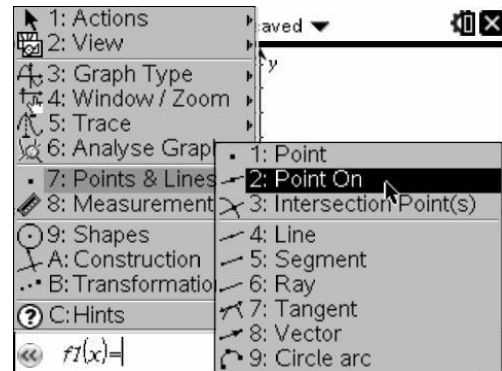 1: Actions
2: View
3: Graph Type
4: Window / Zoom
5: Trace
6: Analyse Grap
7: Points & Lines
8: Measurement
9: Shapes
A: Construction
B: Transformatio
C: Hints
f1(x)=
aved
y
1: Point
2: Point On
3: Intersection Point(s)
4: Line
5: Segment
6: Ray
7: Tangent
8: Vector
9: Circle arc